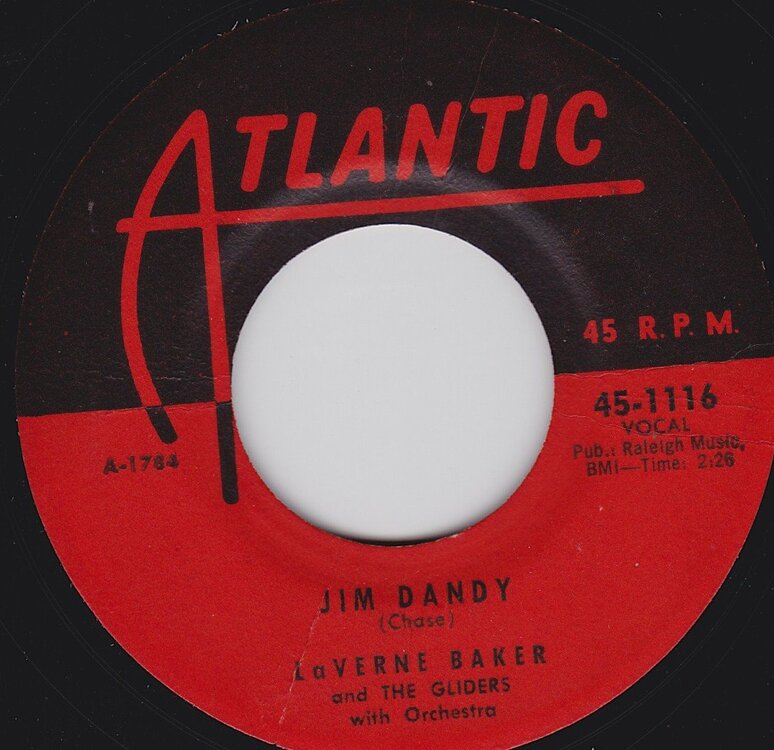 ATLANTIC
45 R.P.M.
45-1116
VOCAL
Pub.: Raleigh Music,
BMI—Time: 2:26
A-1784
JIM DANDY
(Chase)
LaVERNE BAKER
and THE GLIDERS
with Orchestra